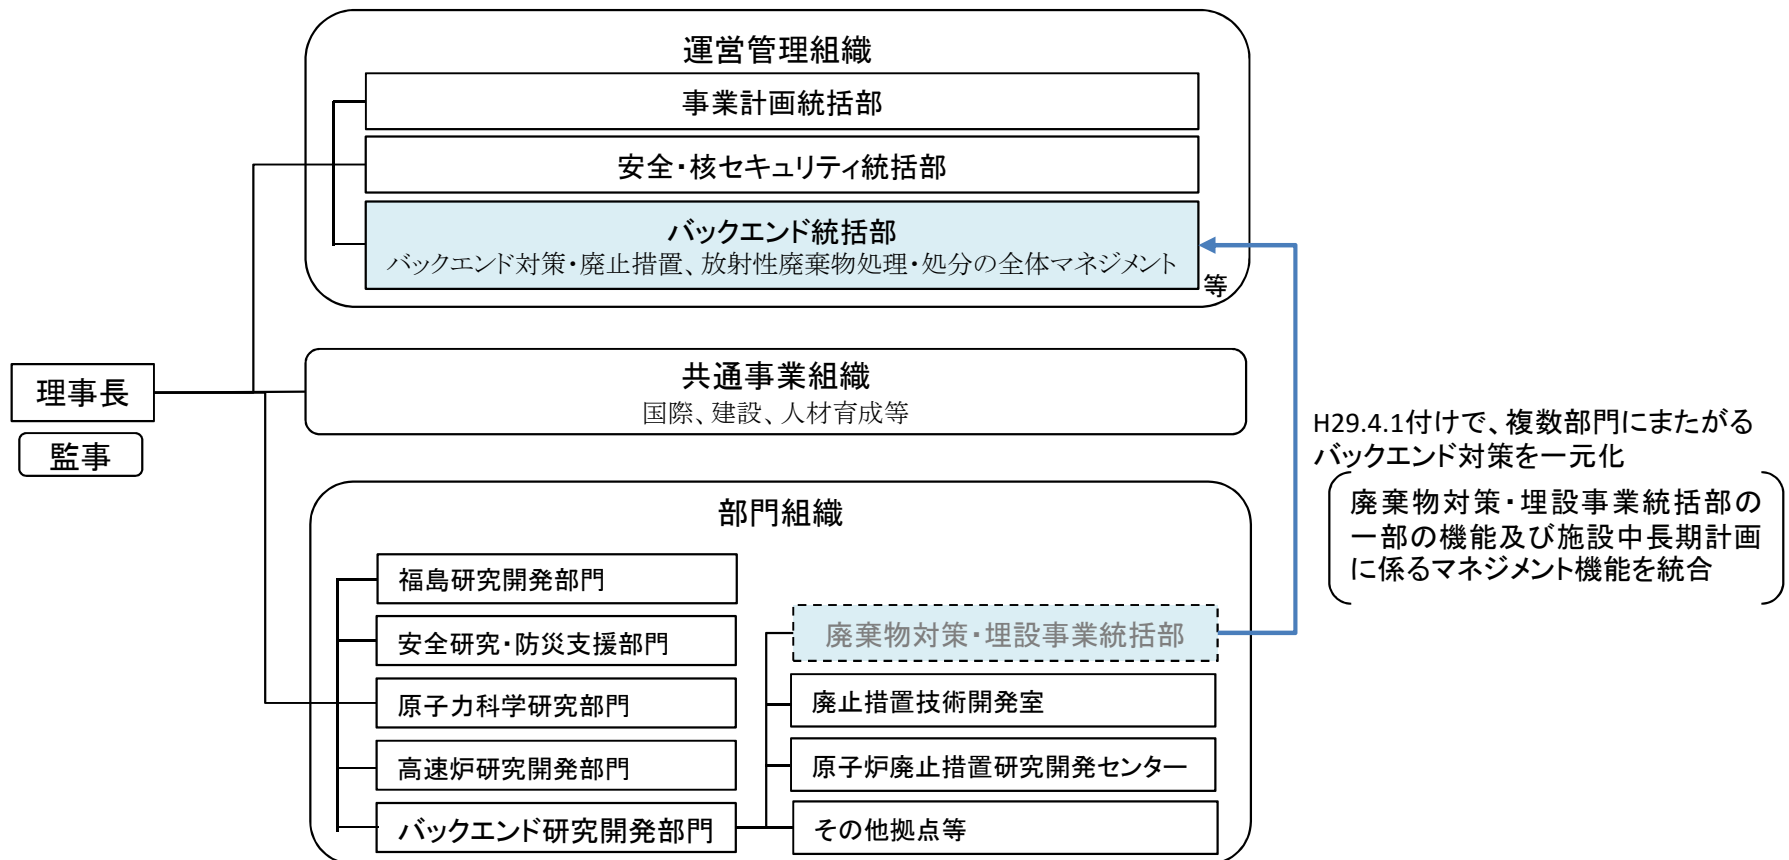 運営管理組織
事業計画統括部
安全・核セキュリティ統括部
バックエンド統括部
バックエンド対策・廃止措置、放射性廃棄物処理・処分の全体マネジメント
等
理事長
監事
共通事業組織
国際、建設、人材育成等
H29.4.1付けで、複数部門にまたがる
バックエンド対策を一元化
廃棄物対策・埋設事業統括部の
一部の機能及び施設中長期計画
に係るマネジメント機能を統合
部門組織
福島研究開発部門
安全研究・防災支援部門
原子力科学研究部門
高速炉研究開発部門
バックエンド研究開発部門
廃棄物対策・埋設事業統括部
廃止措置技術開発室
原子炉廃止措置研究開発センター
その他拠点等